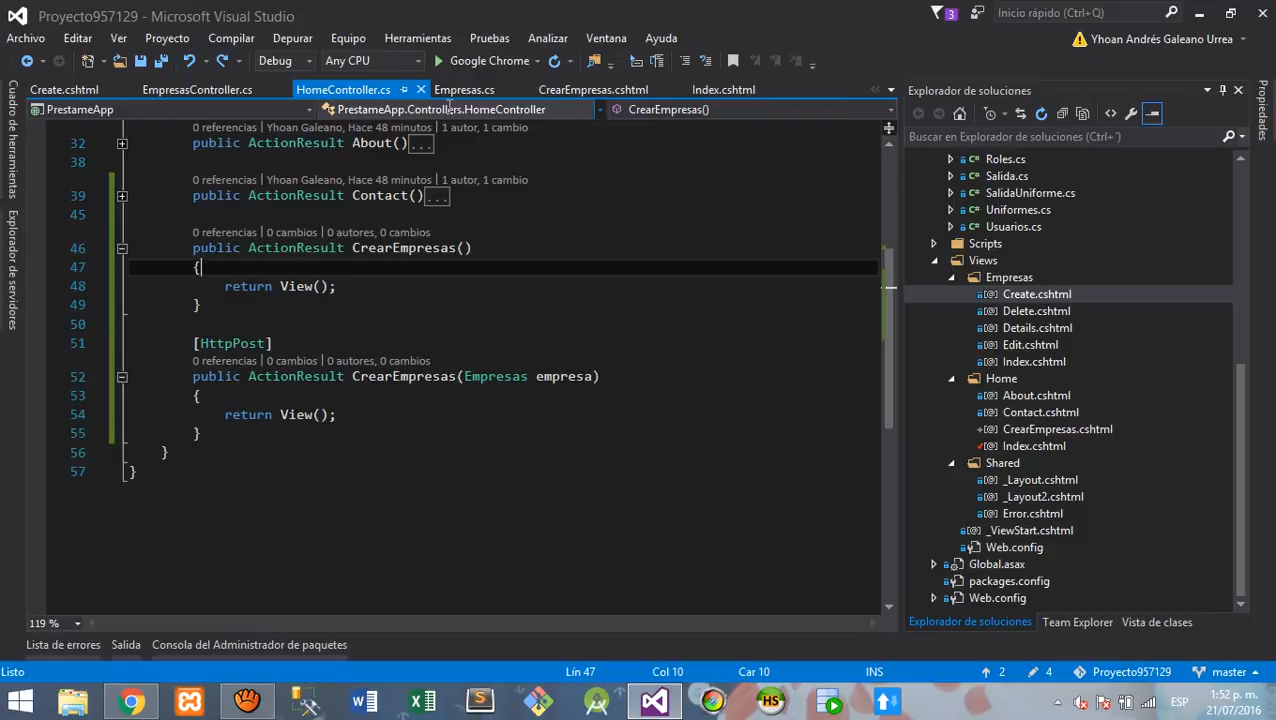 Proyecto957129 - Microsoft Visual Studio
3
Inicio rápido (Ctrl+Q)
Archivo Editar Ver Proyecto Compilar Depurar Equipo Herramientas Pruebas Analizar Ventana Ayuda
Yhoan Andrés Galeano Urrea
Debug Any CPU Google Chrome
Create.cshtml EmpresasController.cs HomeController.cs Empresas.cs CrearEmpresas.cshtml Index.cshtml
PrestameApp PrestameApp.Controllers.HomeController CrearEmpresas()
Cuadro de herramientas
Explorador de servidores
0 referencias | Yhoan Galeano, Hace 48 minutos | 1 autor, 1 cambio
32 public ActionResult About()...
38
0 referencias | Yhoan Galeano, Hace 48 minutos | 1 autor, 1 cambio
39 public ActionResult Contact()...
45
0 referencias | 0 cambios | 0 autores, 0 cambios
46 public ActionResult CrearEmpresas()
47 {
48 return View();
49 }
50
51 [HttpPost]
0 referencias | 0 cambios | 0 autores, 0 cambios
52 public ActionResult CrearEmpresas(Empresas empresa)
53 {
54 return View();
55 }
56 }
57 }
119 %
Explorador de soluciones
Buscar en Explorador de soluciones (Ctrl+´)
C# Roles.cs
C# Salida.cs
C# SalidaUniforme.cs
C# Uniformes.cs
C# Usuarios.cs
Scripts
Views
Empresas
Create.cshtml
Delete.cshtml
Details.cshtml
Edit.cshtml
Index.cshtml
Home
About.cshtml
Contact.cshtml
CrearEmpresas.cshtml
Index.cshtml
Shared
_Layout.cshtml
_Layout2.cshtml
Error.cshtml
_ViewStart.cshtml
Web.config
Global.asax
packages.config
Web.config
Explorador de soluciones Team Explorer Vista de clases
Propiedades
Lista de errores Salida Consola del Administrador de paquetes
Listo Lín 47 Col 10 Car 10 INS 2 4 Proyecto957129 master
HS
ESP
1:52 p. m.
21/07/2016